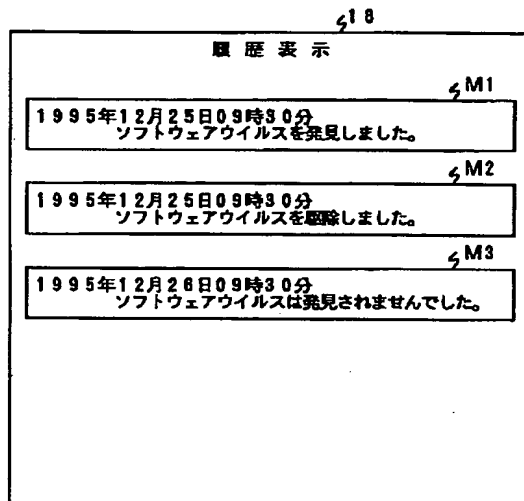 18
履歴表示
M1
1995年12月25日09時30分
ソフトウェアウイルスを発見しました。
M2
1995年12月25日09時30分
ソフトウェアウイルスを駆除しました。
M3
1995年12月26日09時30分
ソフトウェアウイルスは発見されませんでした。